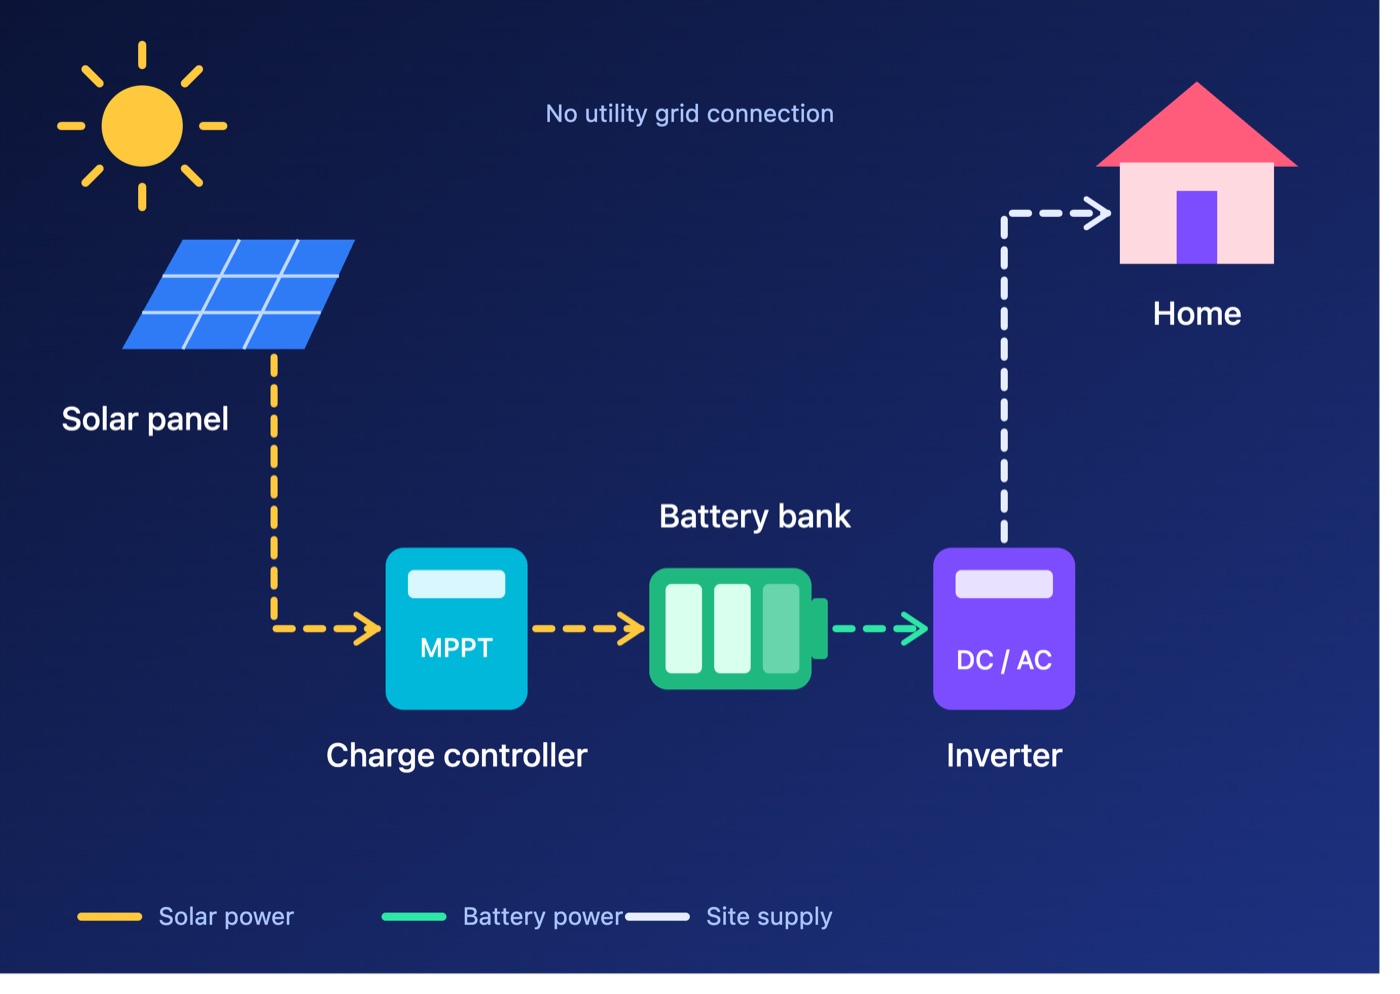 No utility grid connection
Home
Solar panel
Battery bank
MPPT
DC / AC
Charge controller
Inverter
Solar power
Battery power
Site supply